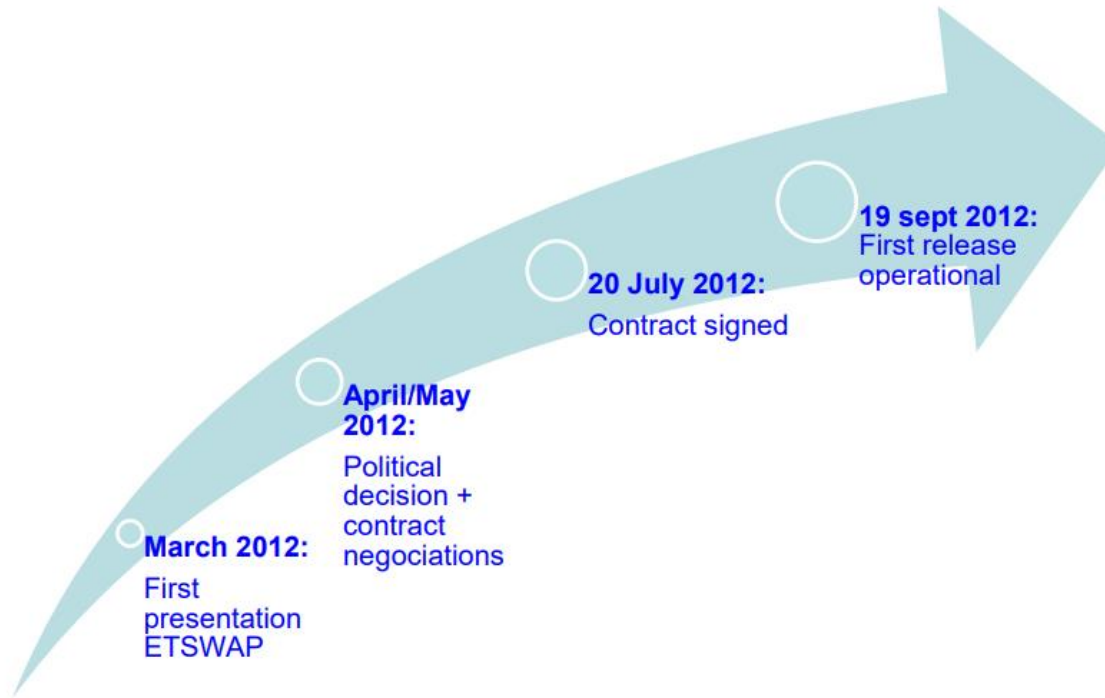 March 2012:
First
presentation
ETSWAP
April/May
2012:
Political
decision +
contract
negociations
20 July 2012:
Contract signed
19 sept 2012:
First release
operational